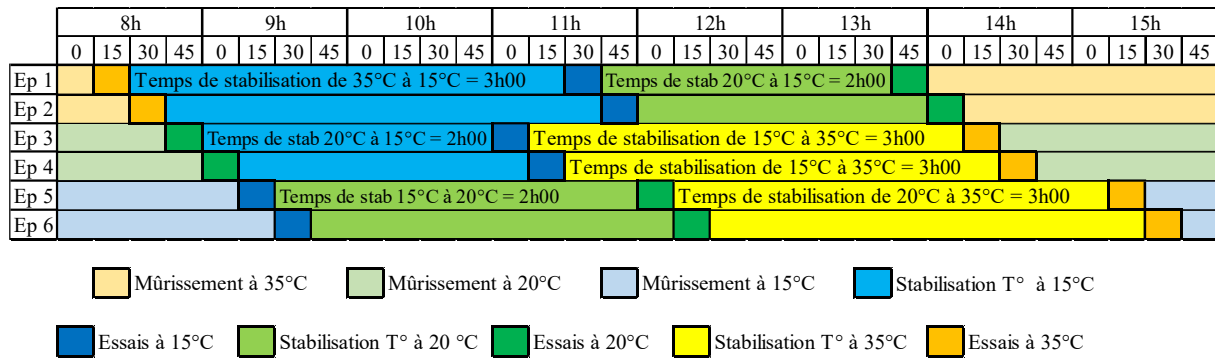 8h 9h 10h 11h 12h 13h 14h 15h
0 15 30 45 0 15 30 45 0 15 30 45 0 15 30 45 0 15 30 45 0 15 30 45 0 15 30 45 0 15 30 45
Ep 1 Temps de stabilisation de 35°C à 15°C = 3h00 Temps de stab 20°C à 15°C = 2h00
Ep 2
Ep 3 Temps de stab 20°C à 15°C = 2h00 Temps de stabilisation de 15°C à 35°C = 3h00
Ep 4 Temps de stabilisation de 15°C à 35°C = 3h00
Ep 5 Temps de stab 15°C à 20°C = 2h00 Temps de stabilisation de 20°C à 35°C = 3h00
Ep 6
Mûrissement à 35°C Mûrissement à 20°C Mûrissement à 15°C Stabilisation T° à 15°C
Essais à 15°C Stabilisation T° à 20 °C Essais à 20°C Stabilisation T° à 35°C Essais à 35°C